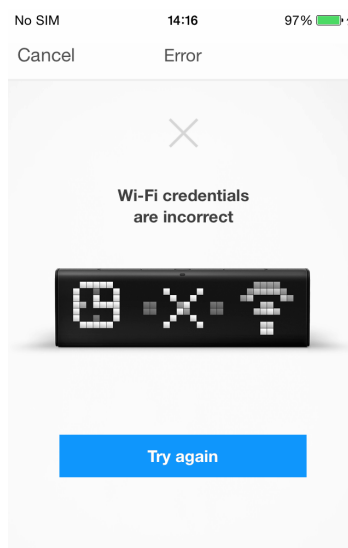 No SIM 14:16 97%
Cancel Error
Wi-Fi credentials
are incorrect
Try again